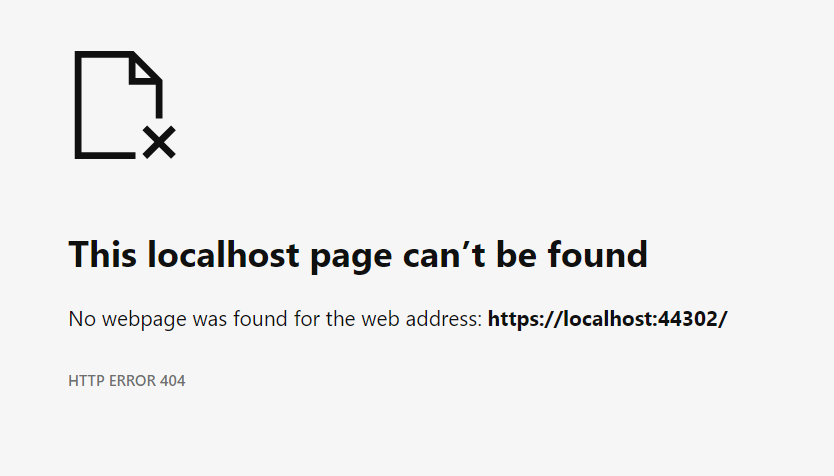 This localhost page can’t be found
No webpage was found for the web address: https://localhost:44302/
HTTP ERROR 404